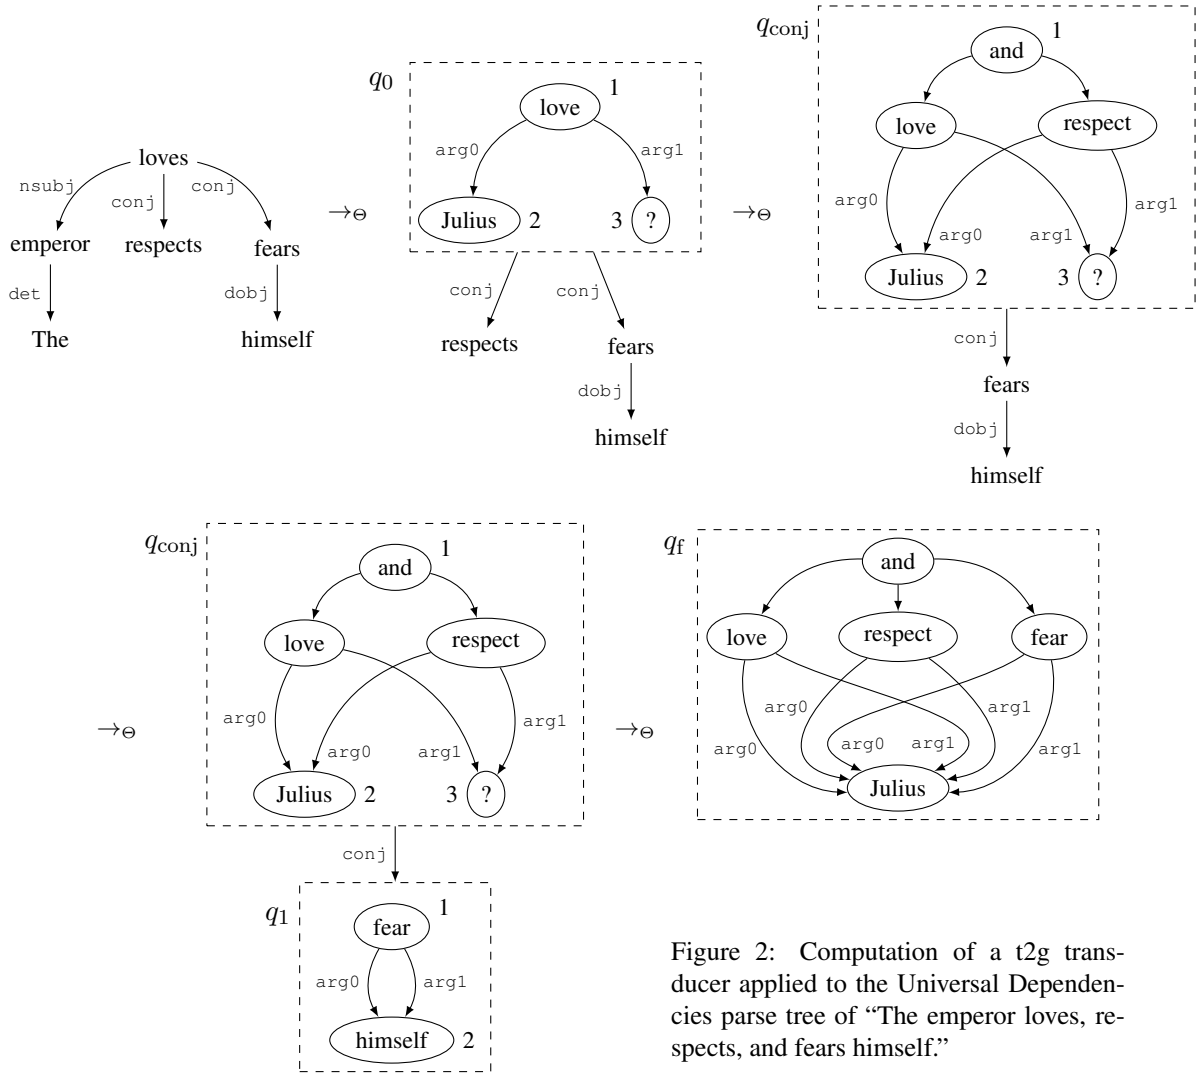 qconj
1
and
q0
1
love
love
respect
loves
arg0
arg1
nsubj
conj
conj
→Θ
Julius
2
3
?
→Θ
arg0
arg1
emperor
respects
fears
arg0
arg1
det
dobj
conj
conj
Julius
2
3
?
The
himself
respects
fears
conj
dobj
fears
himself
dobj
himself
qconj
1
and
qf
and
love
respect
love
respect
fear
→Θ
arg0
arg1
→Θ
arg0
arg1
arg0
arg1
arg0
arg0
arg1
arg1
Julius
2
3
?
Julius
conj
q1
1
fear
arg0
arg1
himself
2
Figure 2: Computation of a t2g trans-
ducer applied to the Universal Dependen-
cies parse tree of “The emperor loves, re-
spects, and fears himself.”